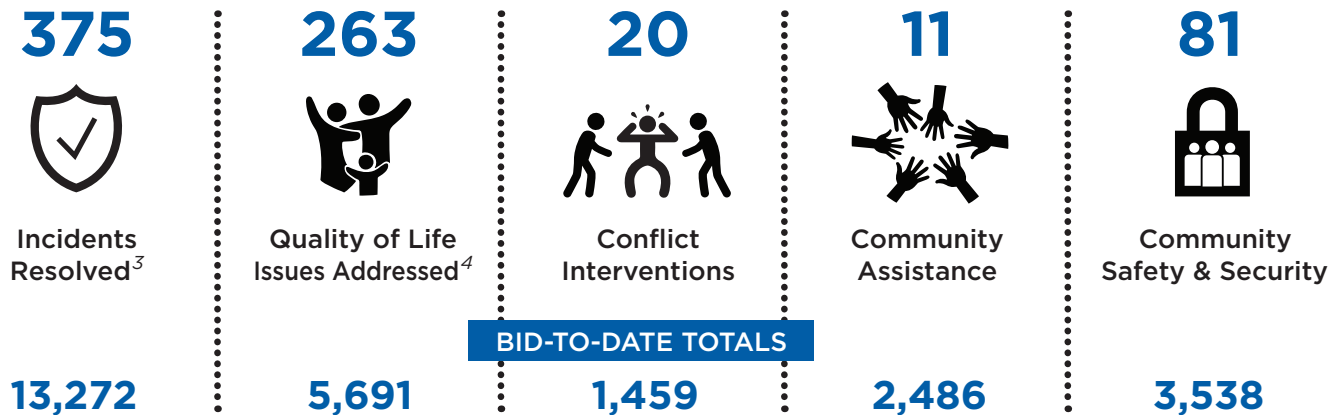 375
263
20
11
81
Incidents
Resolved3
Quality of Life
Issues Addressed4
Conflict
Interventions
Community
Assistance
Community
Safety & Security
BID-TO-DATE TOTALS
13,272
5,691
1,459
2,486
3,538